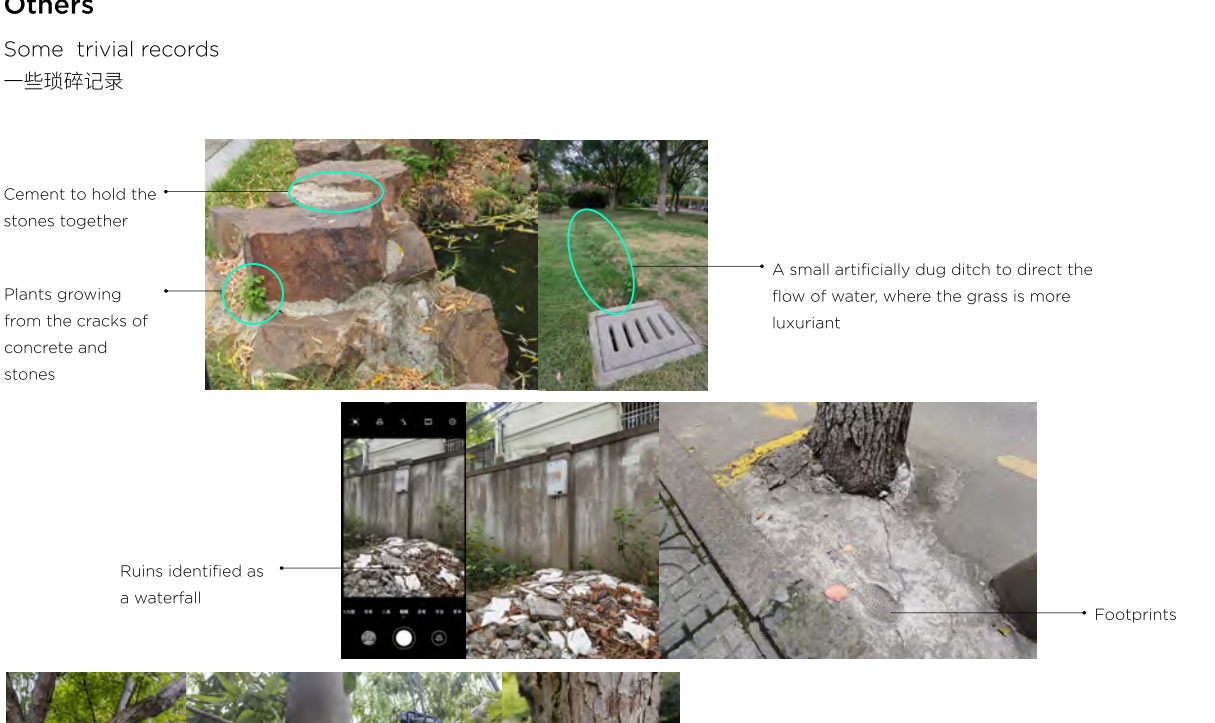 Others
Some trivial records
一些琐碎记录
Cement to hold the
stones together
Plants growing
from the cracks of
concrete and
stones
A small artificially dug ditch to direct the
flow of water, where the grass is more
luxuriant
Ruins identified as
a waterfall
Footprints